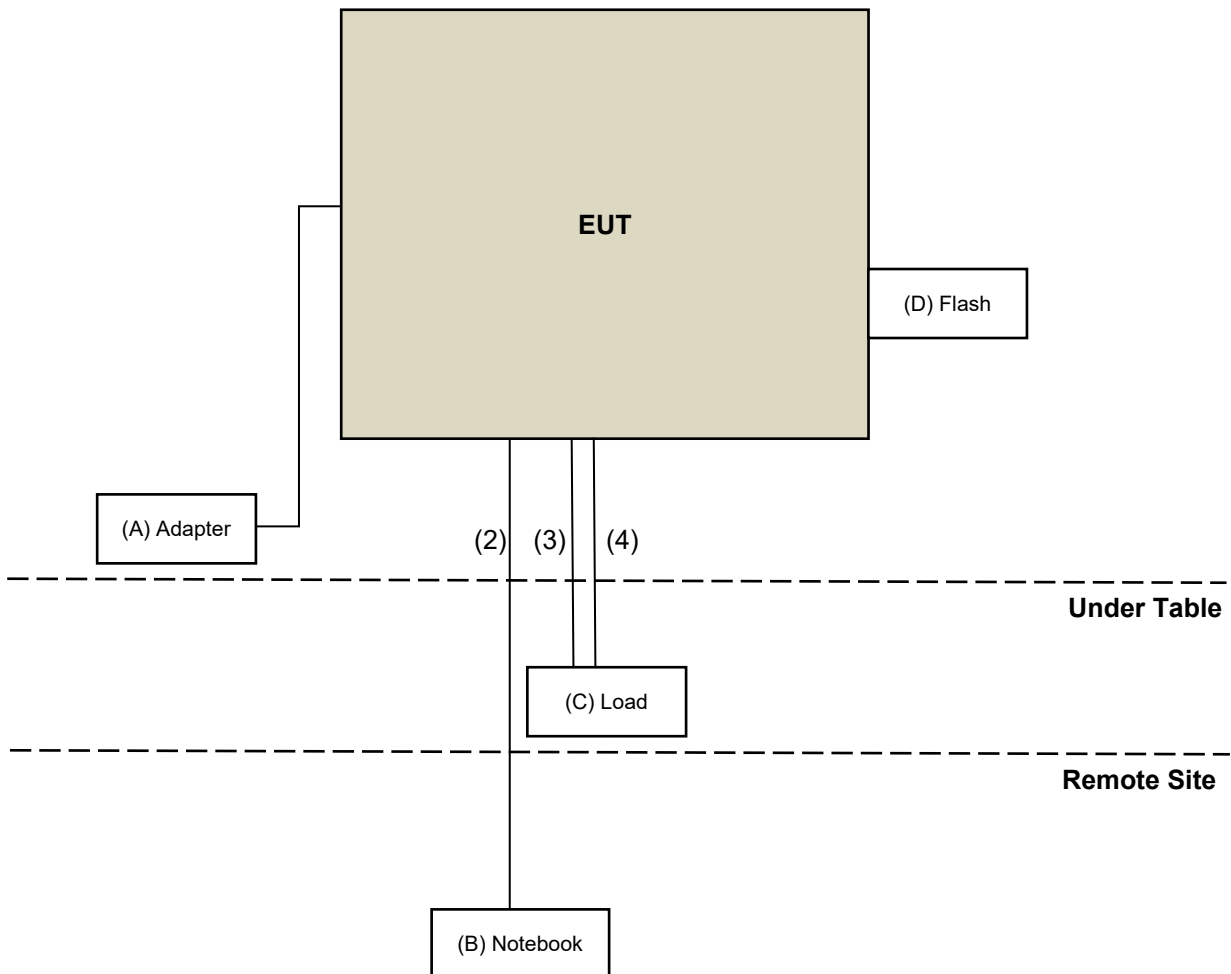 EUT
(D) Flash
(A) Adapter
(2) (3) (4)
Under Table
(C) Load
Remote Site
(B) Notebook